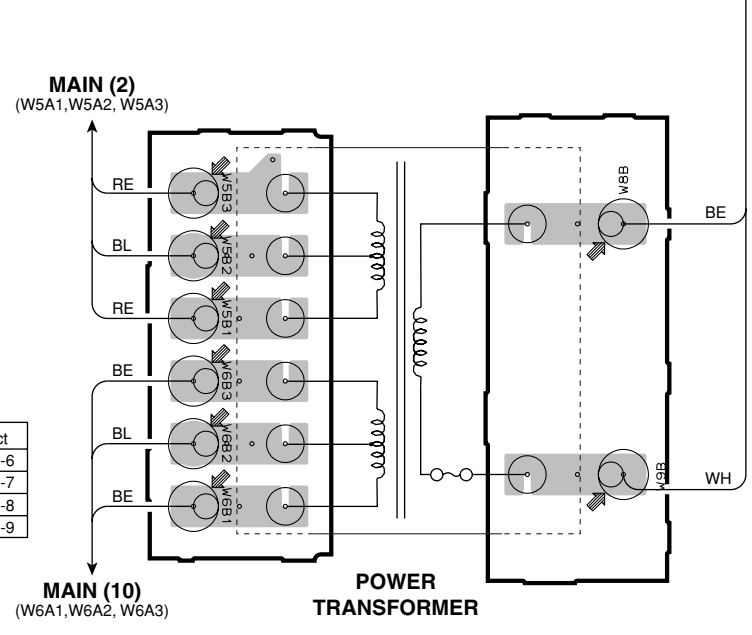 MAIN (2)
(W5A1,W5A2, W5A3)
RE
W5B3
BL
W5B2
RE
W5B1
BE
W6B3
BL
W6B2
BE
W6B1
MAIN (10)
(W6A1,W6A2, W6A3)
ct
-6
-7
-8
-9
W8B
BE
W9B
WH
POWER
TRANSFORMER